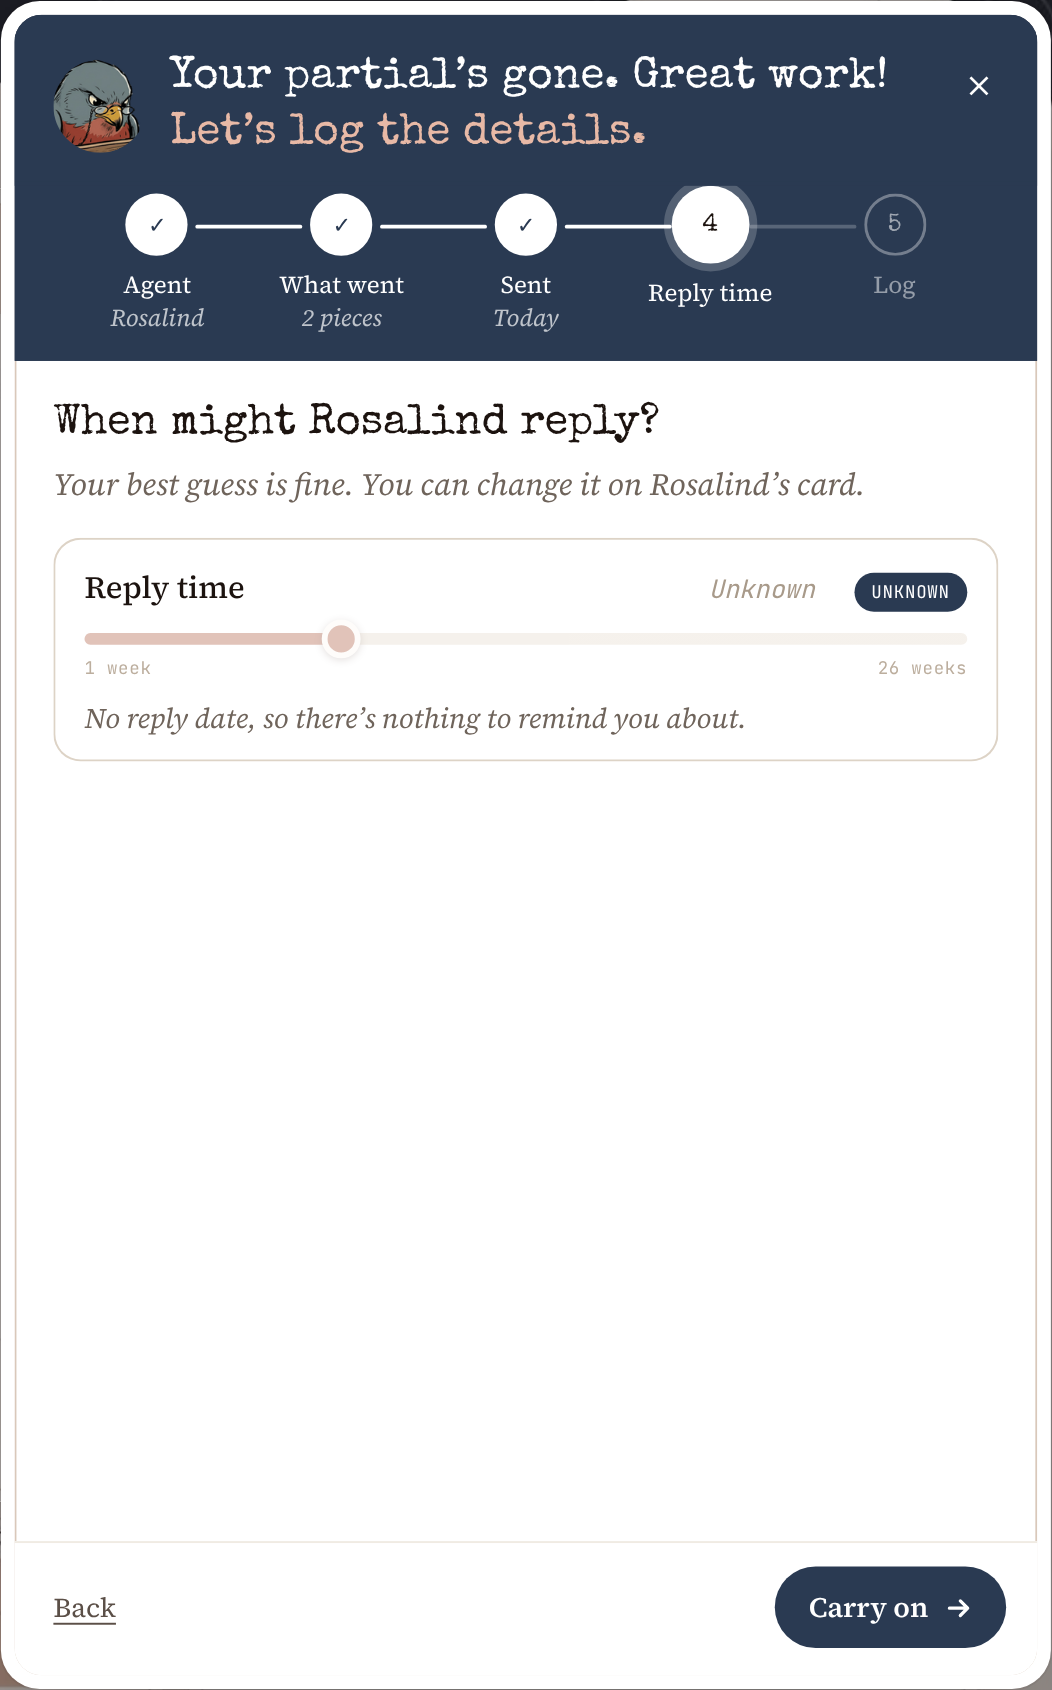 Your partial’s gone. Great work!
Let’s log the details.
✓ ✓ ✓ 4 5
Agent What went Sent Reply time Log
Rosalind 2 pieces Today
When might Rosalind reply?
Your best guess is fine. You can change it on Rosalind’s card.
Reply time Unknown UNKNOWN
1 week 26 weeks
No reply date, so there’s nothing to remind you about.
Back Carry on →